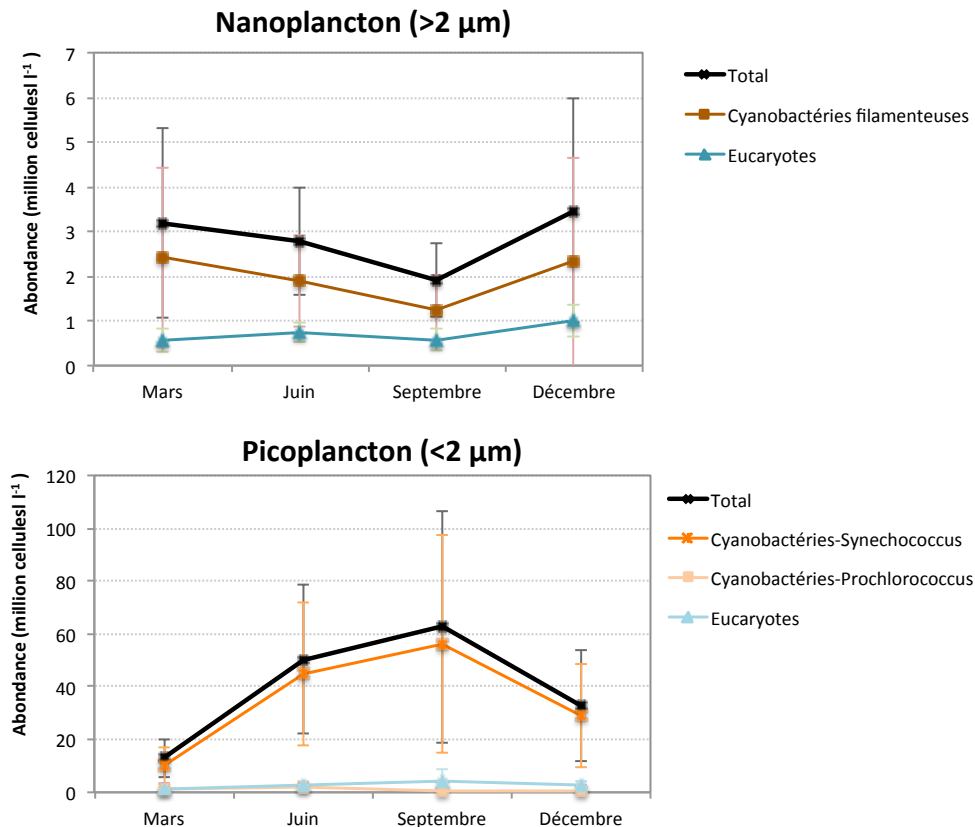 Nanoplancton (>2 µm)
Abondance (million cellulesl l⁻¹ )
7
6
5
4
3
2
1
0
Mars
Juin
Septembre
Décembre
Total
Cyanobactéries filamenteuses
Eucaryotes
Picoplancton (<2 µm)
Abondance (million cellulesl l⁻¹ )
120
100
80
60
40
20
0
Mars
Juin
Septembre
Décembre
Total
Cyanobactéries-Synechococcus
Cyanobactéries-Prochlorococcus
Eucaryotes